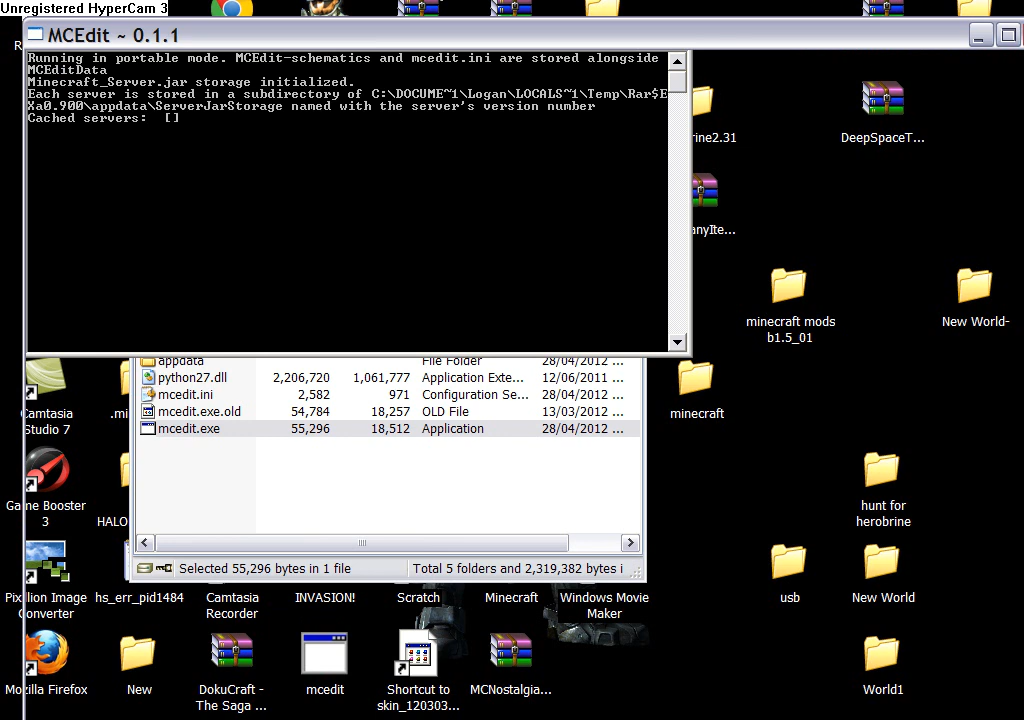 Unregistered HyperCam 3
MCEdit ~ 0.1.1
Running in portable mode. MCEdit-schematics and mcedit.ini are stored alongside
MCEditData
Minecraft_Server.jar storage initialized.
Each server is stored in a subdirectory of C:\DOCUME~1\Logan\LOCALS~1\Temp\Rar$E
Xa0.900\appdata\ServerJarStorage named with the server's version number
Cached servers:  []
R
rine2.31
DeepSpaceT...
anyIte...
minecraft mods
b1.5_01
New World-
appdata File Folder 28/04/2012 ...
python27.dll 2,206,720 1,061,777 Application Exte... 12/06/2011 ...
mcedit.ini 2,582 971 Configuration Se... 28/04/2012 ...
mcedit.exe.old 54,784 18,257 OLD File 13/03/2012 ...
mcedit.exe 55,296 18,512 Application 28/04/2012 ...
Camtasia
Studio 7
.mi
minecraft
Game Booster
3
HALO
hunt for
herobrine
Selected 55,296 bytes in 1 file
Total 5 folders and 2,319,382 bytes i
Pixillion Image
Converter
hs_err_pid1484
Camtasia
Recorder
INVASION!
Scratch
Minecraft
Windows Movie
Maker
usb
New World
Mozilla Firefox
New
DokuCraft -
The Saga ...
mcedit
Shortcut to
skin_120303...
MCNostalgia...
World1